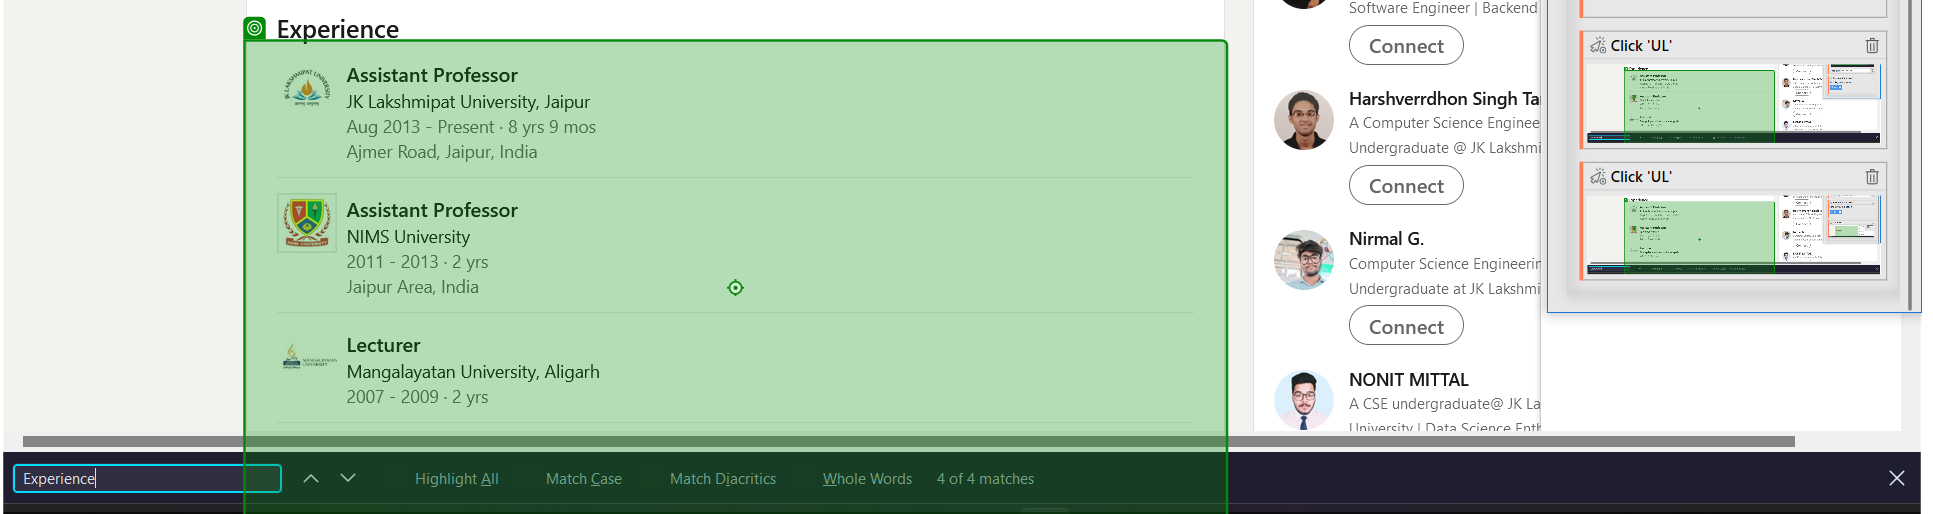 Experience
Assistant Professor
JK Lakshmipat University, Jaipur
Aug 2013 - Present · 8 yrs 9 mos
Ajmer Road, Jaipur, India
Assistant Professor
NIMS University
2011 - 2013 · 2 yrs
Jaipur Area, India
Lecturer
Mangalayatan University, Aligarh
2007 - 2009 · 2 yrs
Software Engineer | Backend
Connect
Harshverrdhon Singh Ta
A Computer Science Enginee
Undergraduate @ JK Lakshmi
Connect
Nirmal G.
Computer Science Engineerin
Undergraduate at JK Lakshmi
Connect
NONIT MITTAL
A CSE undergraduate@ JK La
University | Data Science Enth
Click 'UL'
Click 'UL'
Experience
Highlight All
Match Case
Match Diacritics
Whole Words
4 of 4 matches